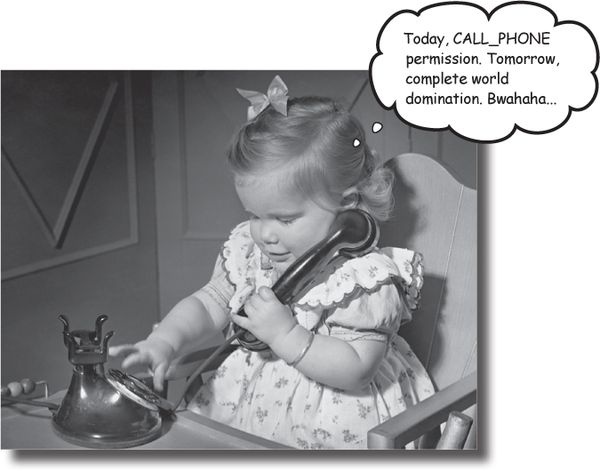 Today, CALL_PHONE
permission. Tomorrow,
complete world
domination. Bwahaha...